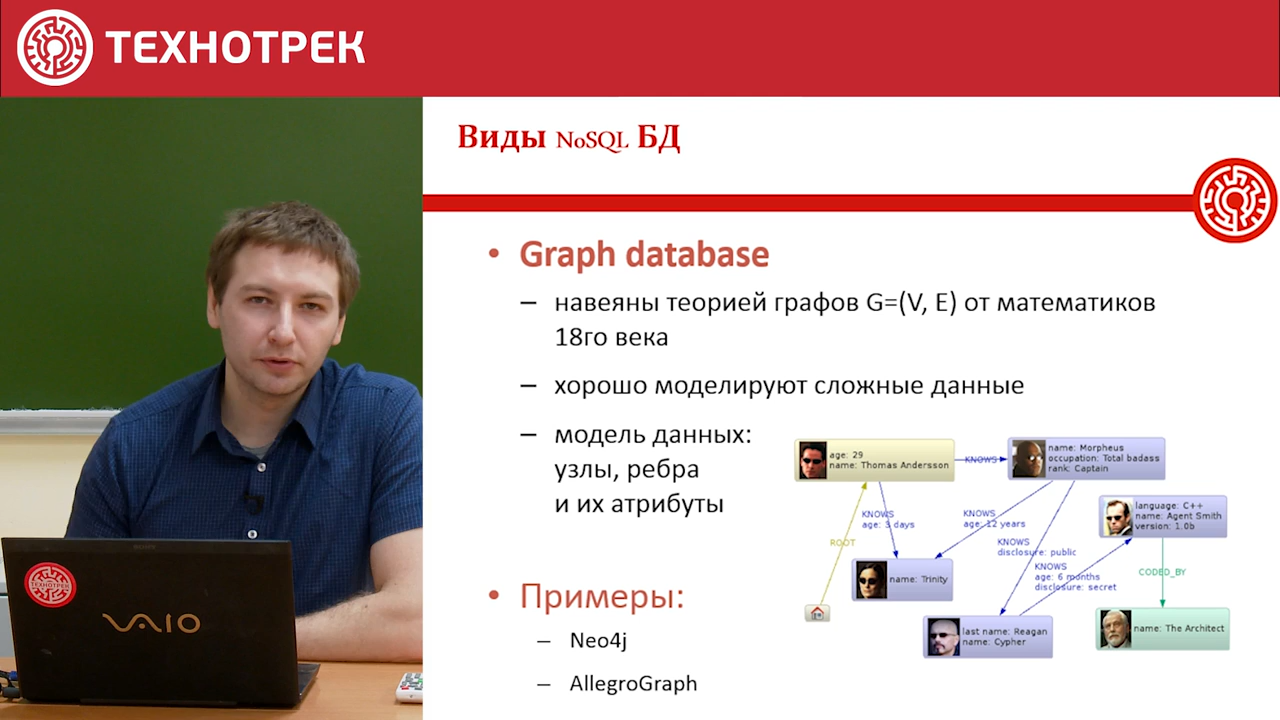 ТЕХНОТРЕК
Виды NoSQL БД
• Graph database
– навеяны теорией графов G=(V, E) от математиков
18го века
– хорошо моделируют сложные данные
– модель данных:
узлы, ребра
и их атрибуты
• Примеры:
– Neo4j
– AllegroGraph
age: 29
name: Thomas Andersson
KNOWS
name: Morpheus
occupation: Total badass
rank: Captain
language: C++
name: Agent Smith
version: 1.0b
KNOWS
age: 3 days
KNOWS
age: 12 years
ROOT
KNOWS
disclosure: public
KNOWS
age: 6 months
disclosure: secret
CODED_BY
name: Trinity
last name: Reagan
name: Cypher
name: The Architect
ТЕХНОТРЕК
SONY
VAIO